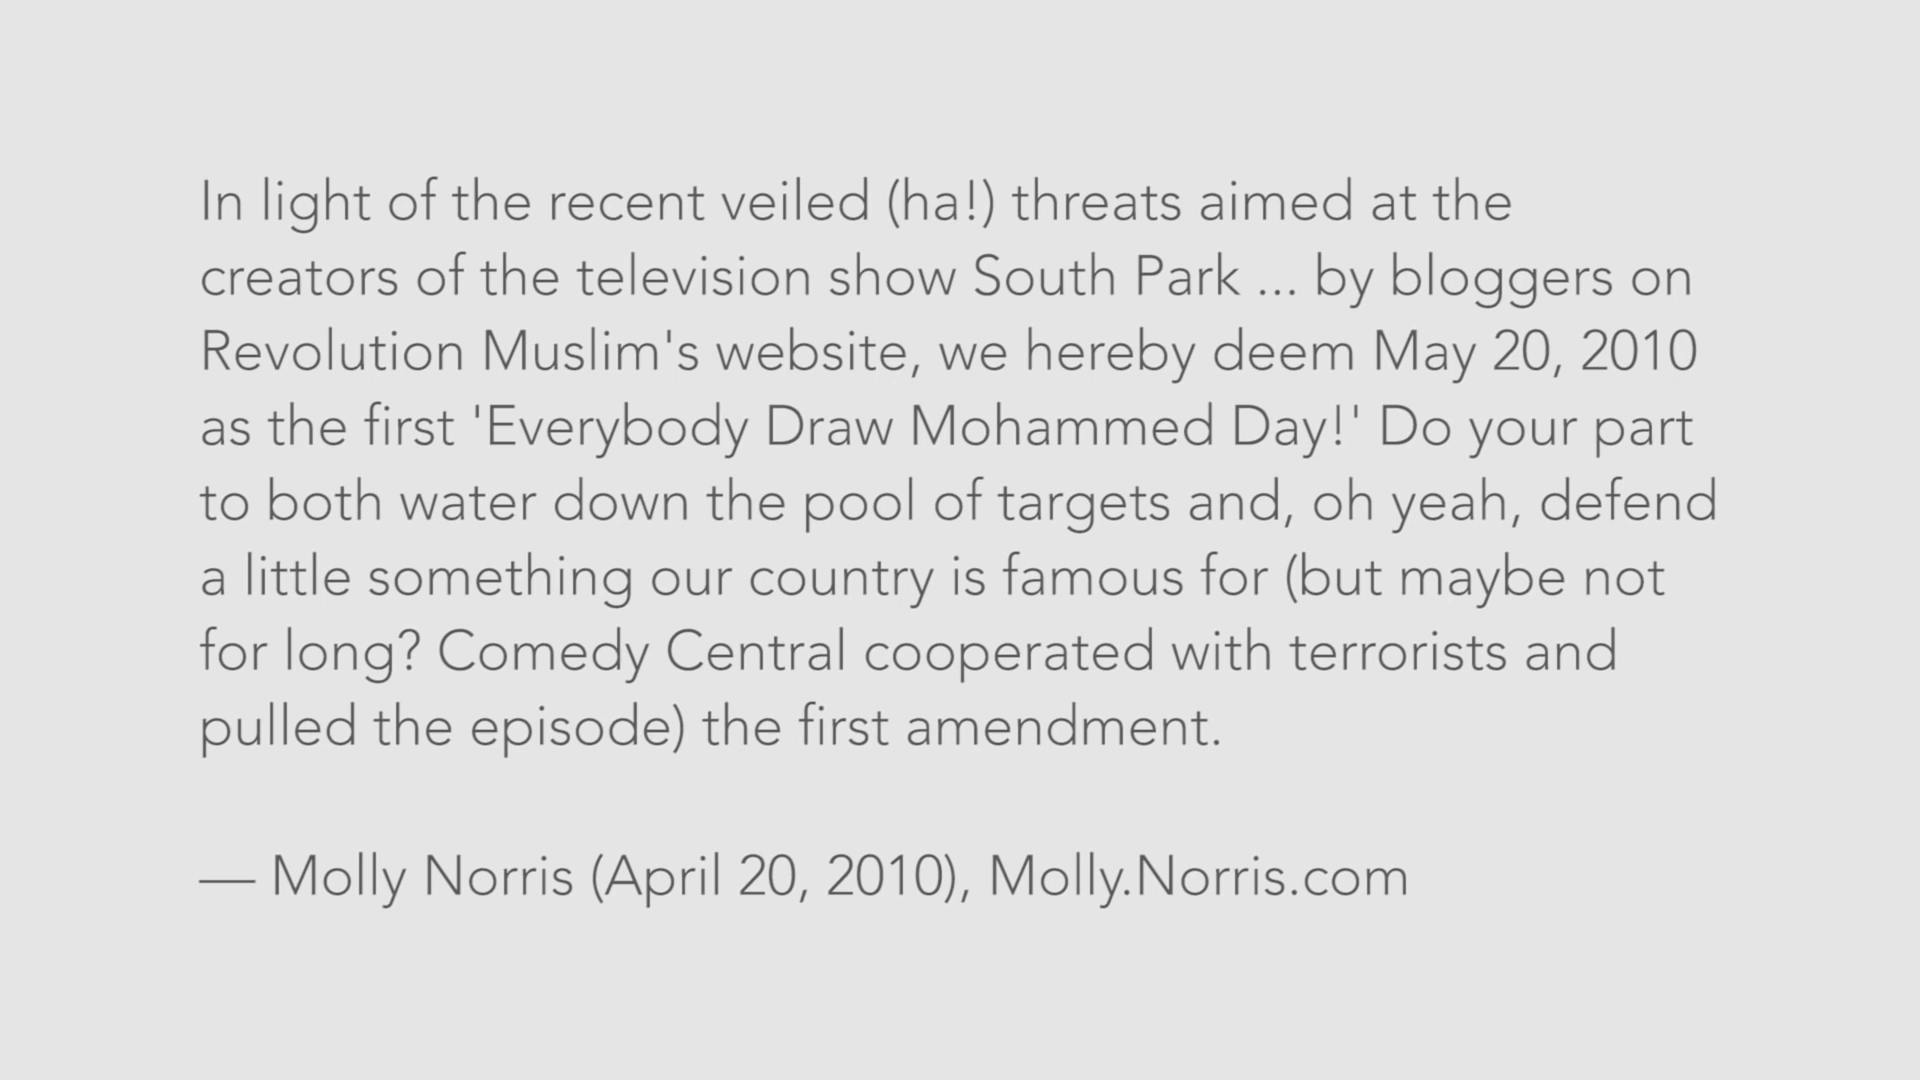 In light of the recent veiled (ha!) threats aimed at the
creators of the television show South Park ... by bloggers on
Revolution Muslim's website, we hereby deem May 20, 2010
as the first 'Everybody Draw Mohammed Day!' Do your part
to both water down the pool of targets and, oh yeah, defend
a little something our country is famous for (but maybe not
for long? Comedy Central cooperated with terrorists and
pulled the episode) the first amendment.
— Molly Norris (April 20, 2010), Molly.Norris.com